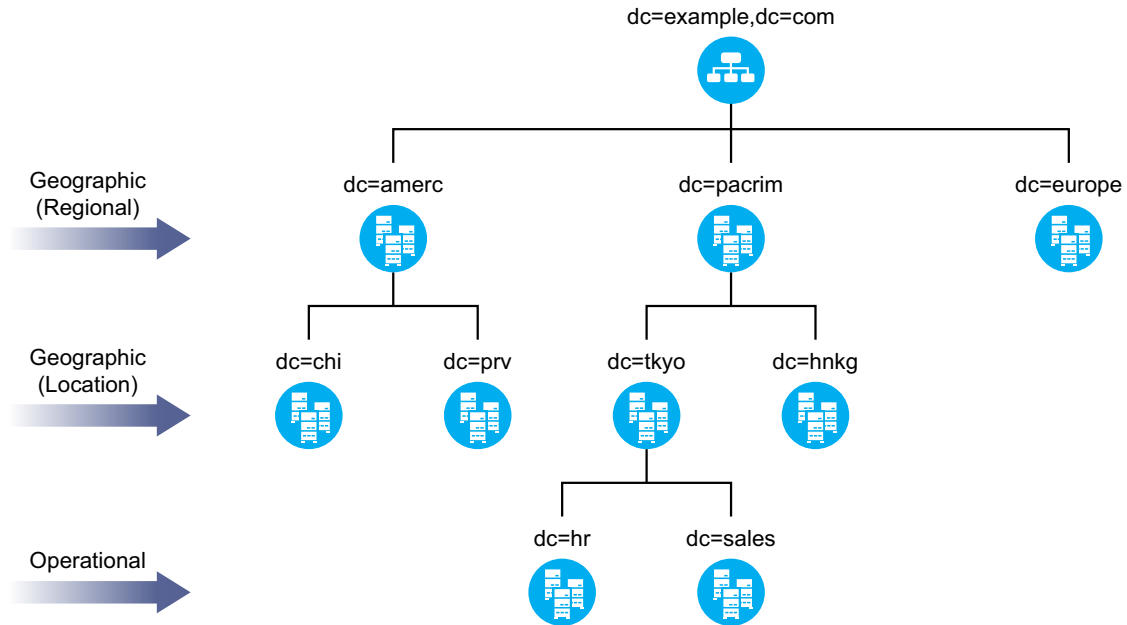 dc=example,dc=com
Geographic
(Regional)
dc=amerc
dc=pacrim
dc=europe
Geographic
(Location)
dc=chi
dc=prv
dc=tkyo
dc=hnkg
Operational
dc=hr
dc=sales